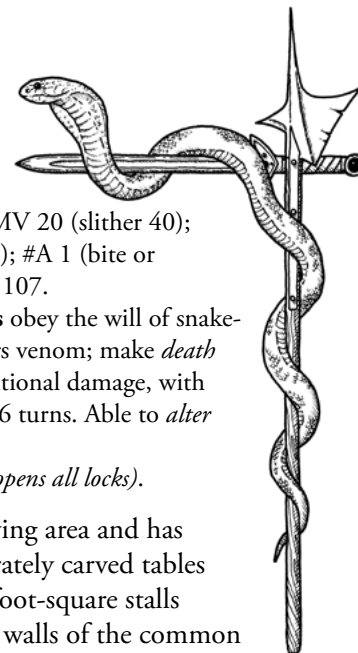 MV 20 (slither 40);
); #A 1 (bite or
107.
s obey the will of snake-
rs venom; make death
tional damage, with
6 turns. Able to alter
opens all locks).
ving area and has
rately carved tables
foot-square stalls
walls of the common